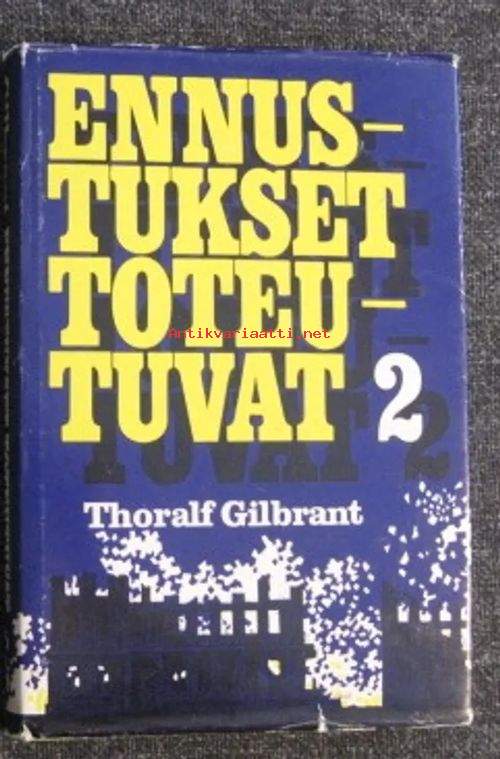 ENNUS-
TUKSET
TOTEU-
TUVAT 2
Antikvariaatti.net
Thoralf Gilbrant